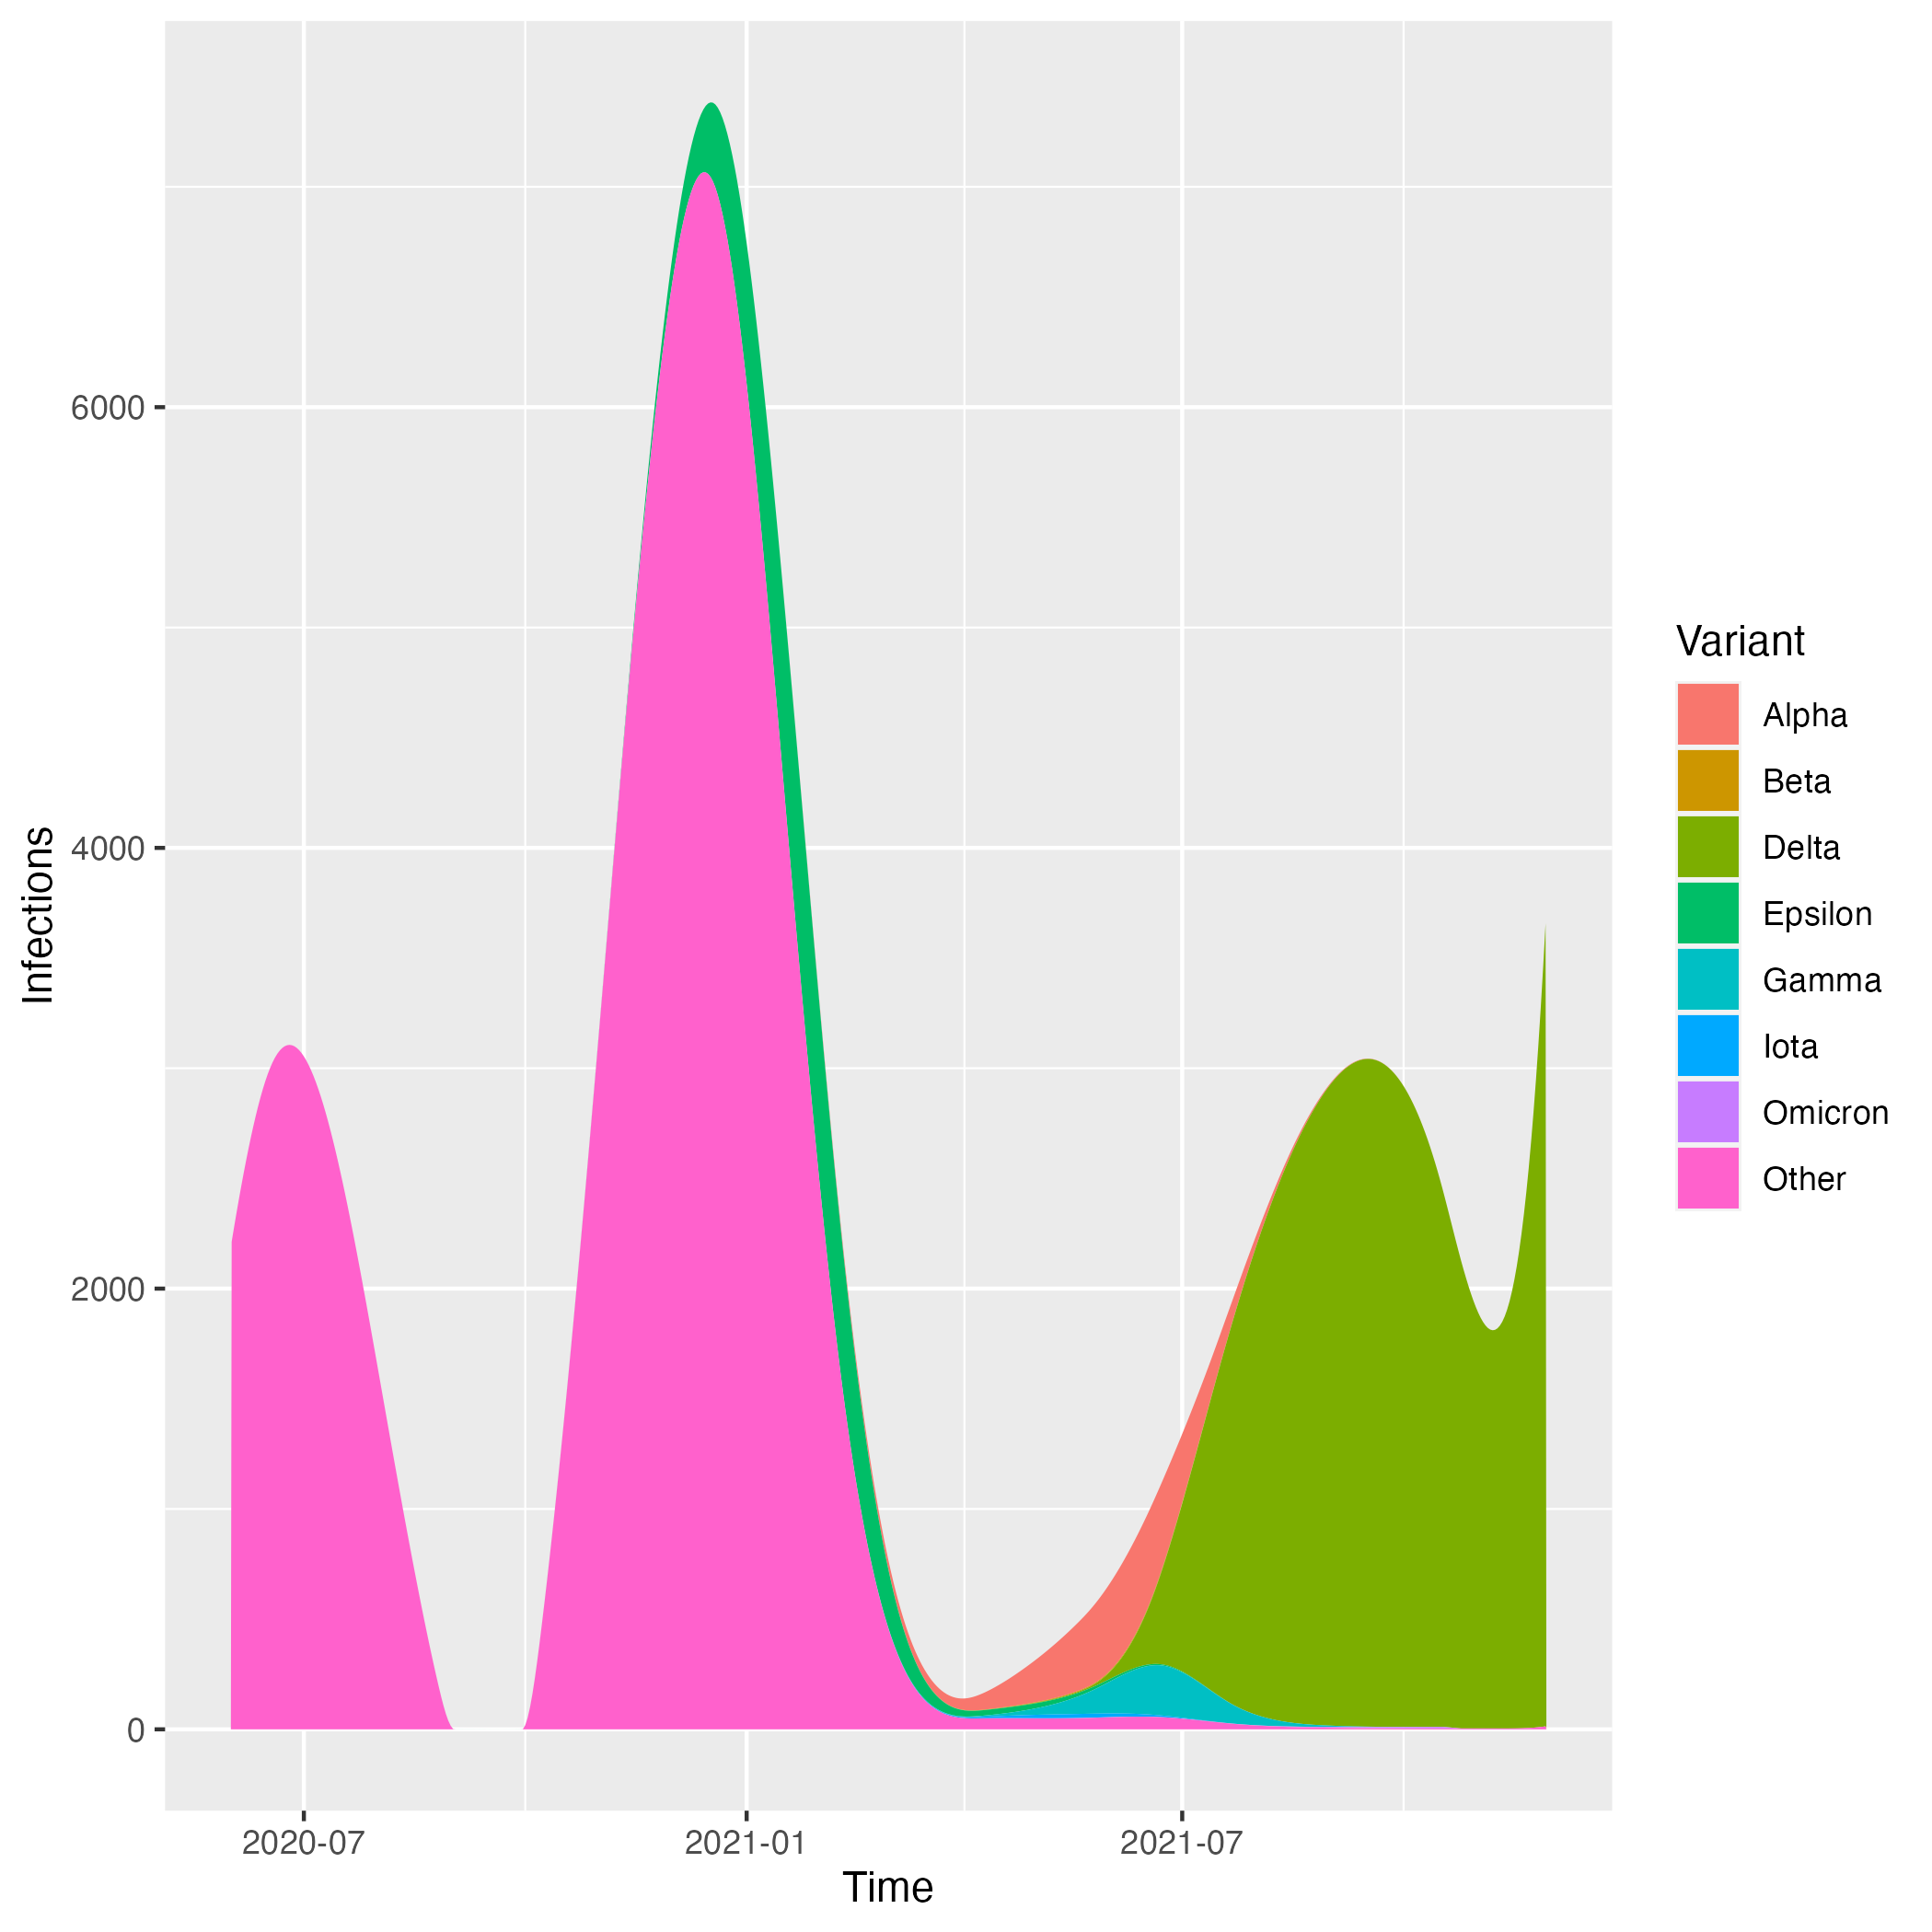 Infections
6000
4000
2000
0
2020-07
2021-01
2021-07
Time
Variant
Alpha
Beta
Delta
Epsilon
Gamma
Iota
Omicron
Other